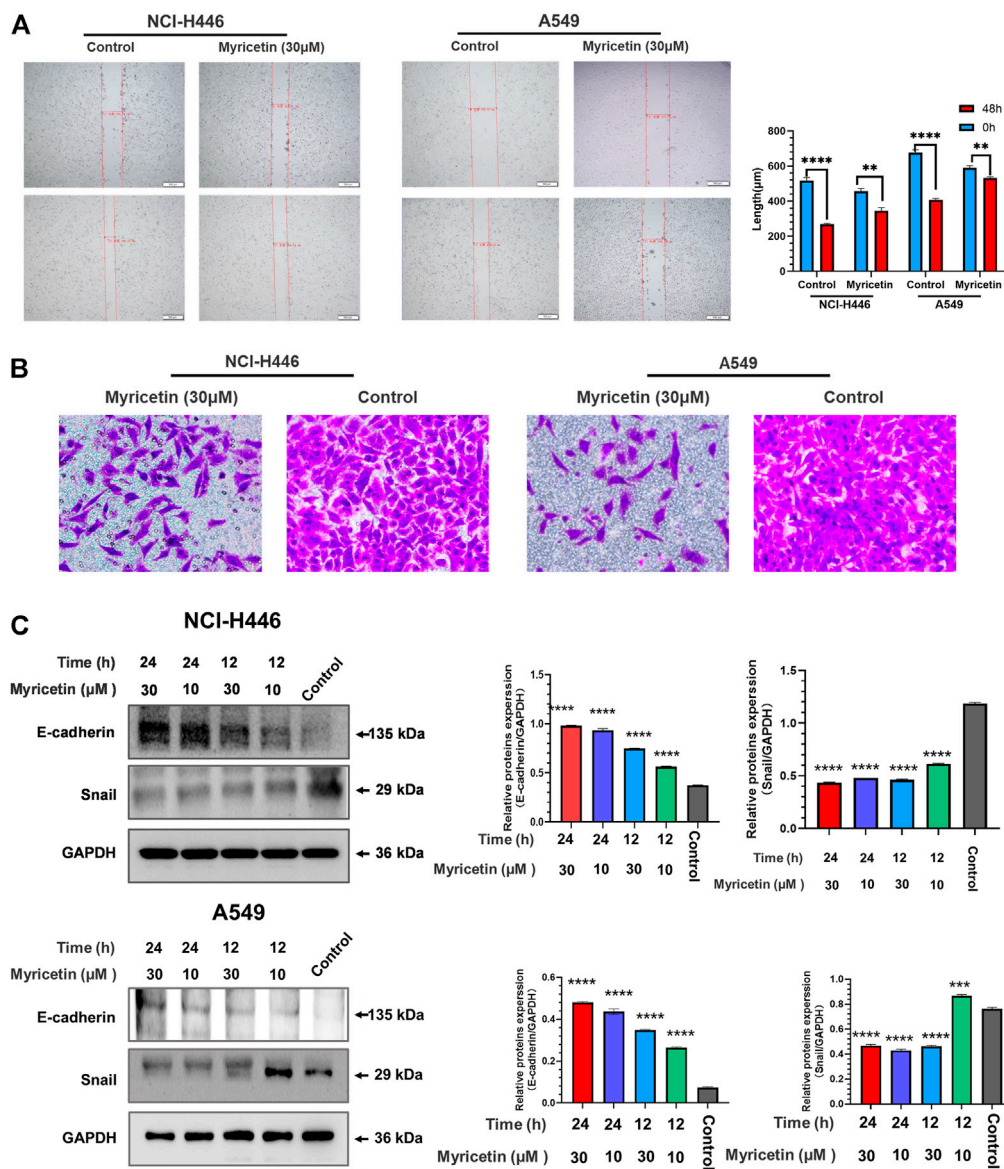 A
NCI-H446
A549
Control
Myricetin (30μM)
Control
Myricetin (30μM)
48h
0h
Length(μm)
800
600
400
200
0
****
**
****
**
Control
Myricetin
Control
Myricetin
NCI-H446
A549
B
NCI-H446
A549
Myricetin (30μM)
Control
Myricetin (30μM)
Control
C
NCI-H446
Time (h)
24
24
12
12
Control
Myricetin (μM )
30
10
30
10
E-cadherin
135 kDa
Snail
29 kDa
GAPDH
36 kDa
Relative proteins experssion
(E-cadherin/GAPDH)
1.5
1.0
0.5
0.0
****
****
****
****
Time (h)
24
24
12
12
Control
Myricetin (μM )
30
10
30
10
Relative proteins experssion
(Snail/GAPDH)
1.5
1.0
0.5
0.0
****
****
****
****
Time (h)
24
24
12
12
Control
Myricetin (μM )
30
10
30
10
A549
Time (h)
24
24
12
12
Control
Myricetin (μM )
30
10
30
10
E-cadherin
135 kDa
Snail
29 kDa
GAPDH
36 kDa
Relative proteins experssion
(E-cadherin/GAPDH)
0.6
0.4
0.2
0.0
****
****
****
****
Time (h)
24
24
12
12
Control
Myricetin (μM )
30
10
30
10
Relative proteins experssion
(Snail/GAPDH)
1.0
0.8
0.6
0.4
0.2
0.0
****
****
****
***
Time (h)
24
24
12
12
Control
Myricetin (μM )
30
10
30
10